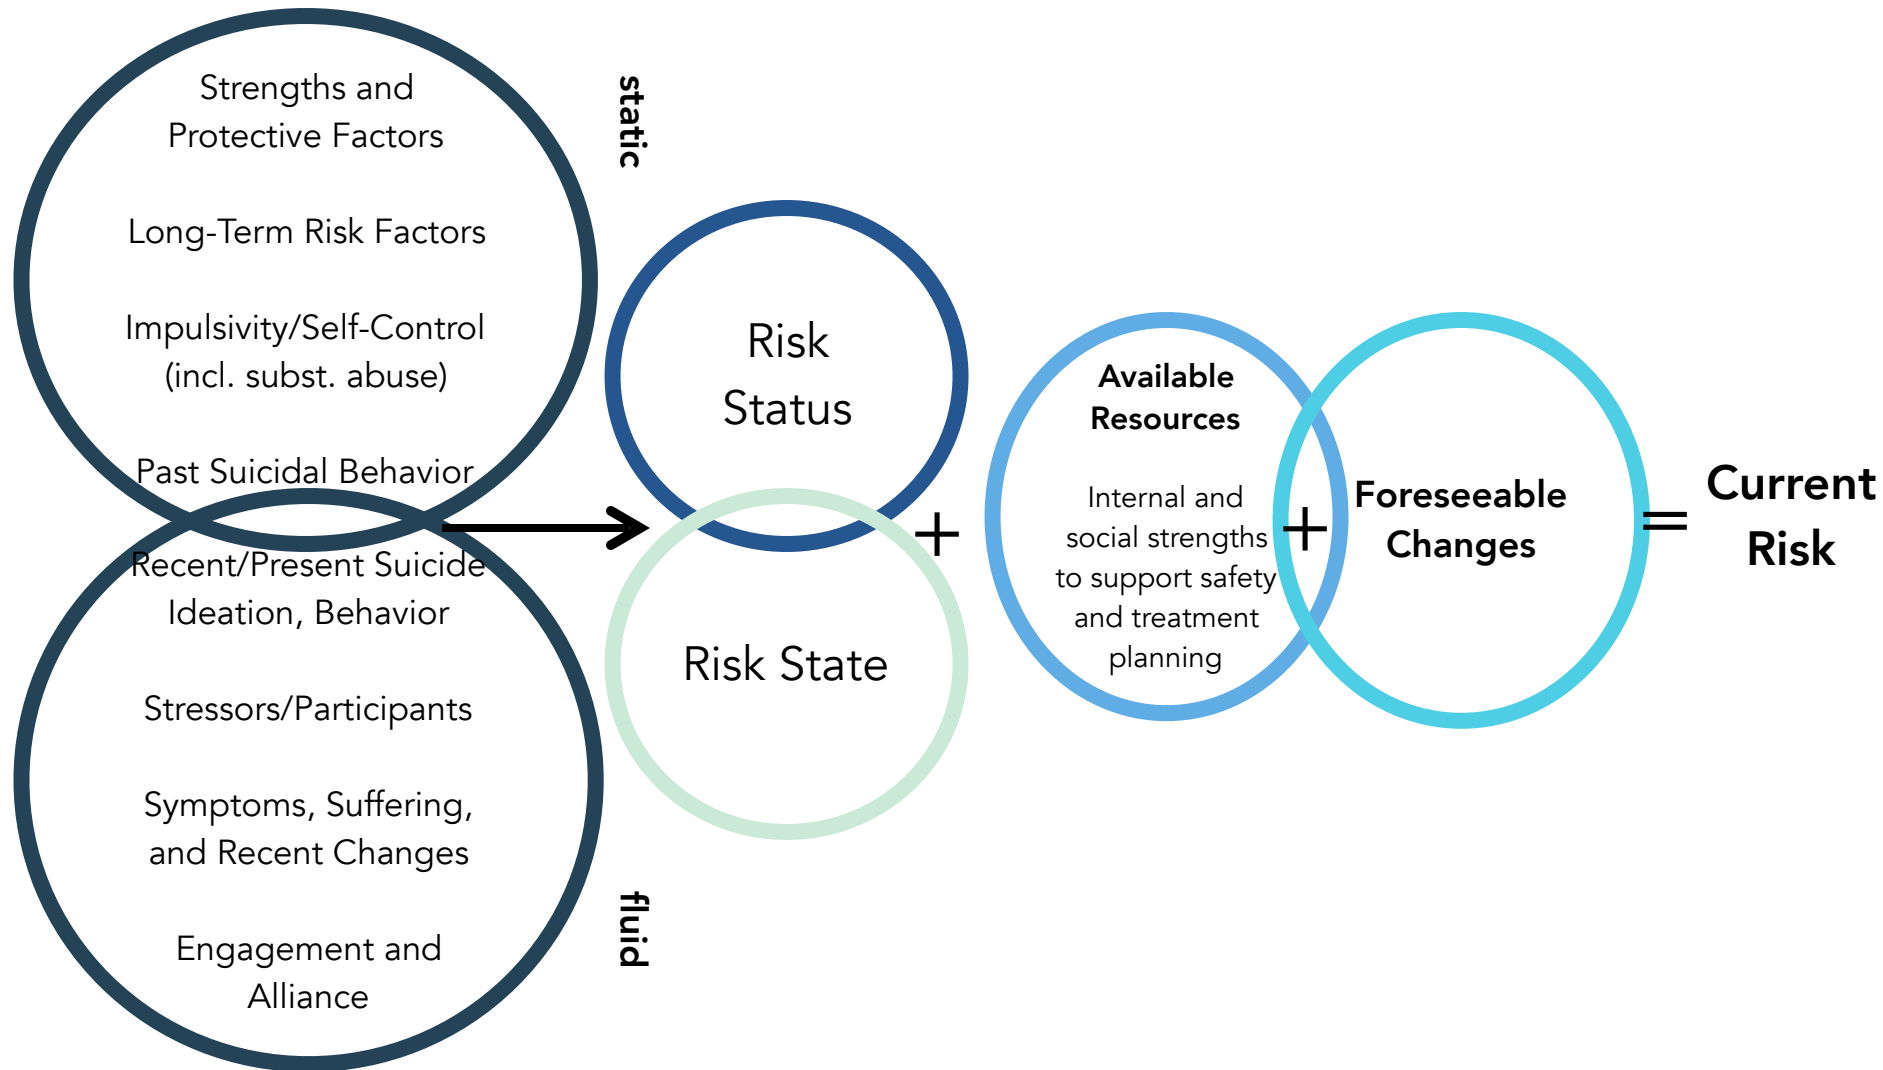 Strengths and
Protective Factors
Long-Term Risk Factors
Impulsivity/Self-Control
(incl. subst. abuse)
Past Suicidal Behavior
Recent/Present Suicide
Ideation, Behavior
Stressors/Participants
Symptoms, Suffering,
and Recent Changes
Engagement and
Alliance
static
fluid
Risk
Status
Risk State
+
Available
Resources
Internal and
social strengths
to support safety
and treatment
planning
+
Foreseeable
Changes
=
Current
Risk